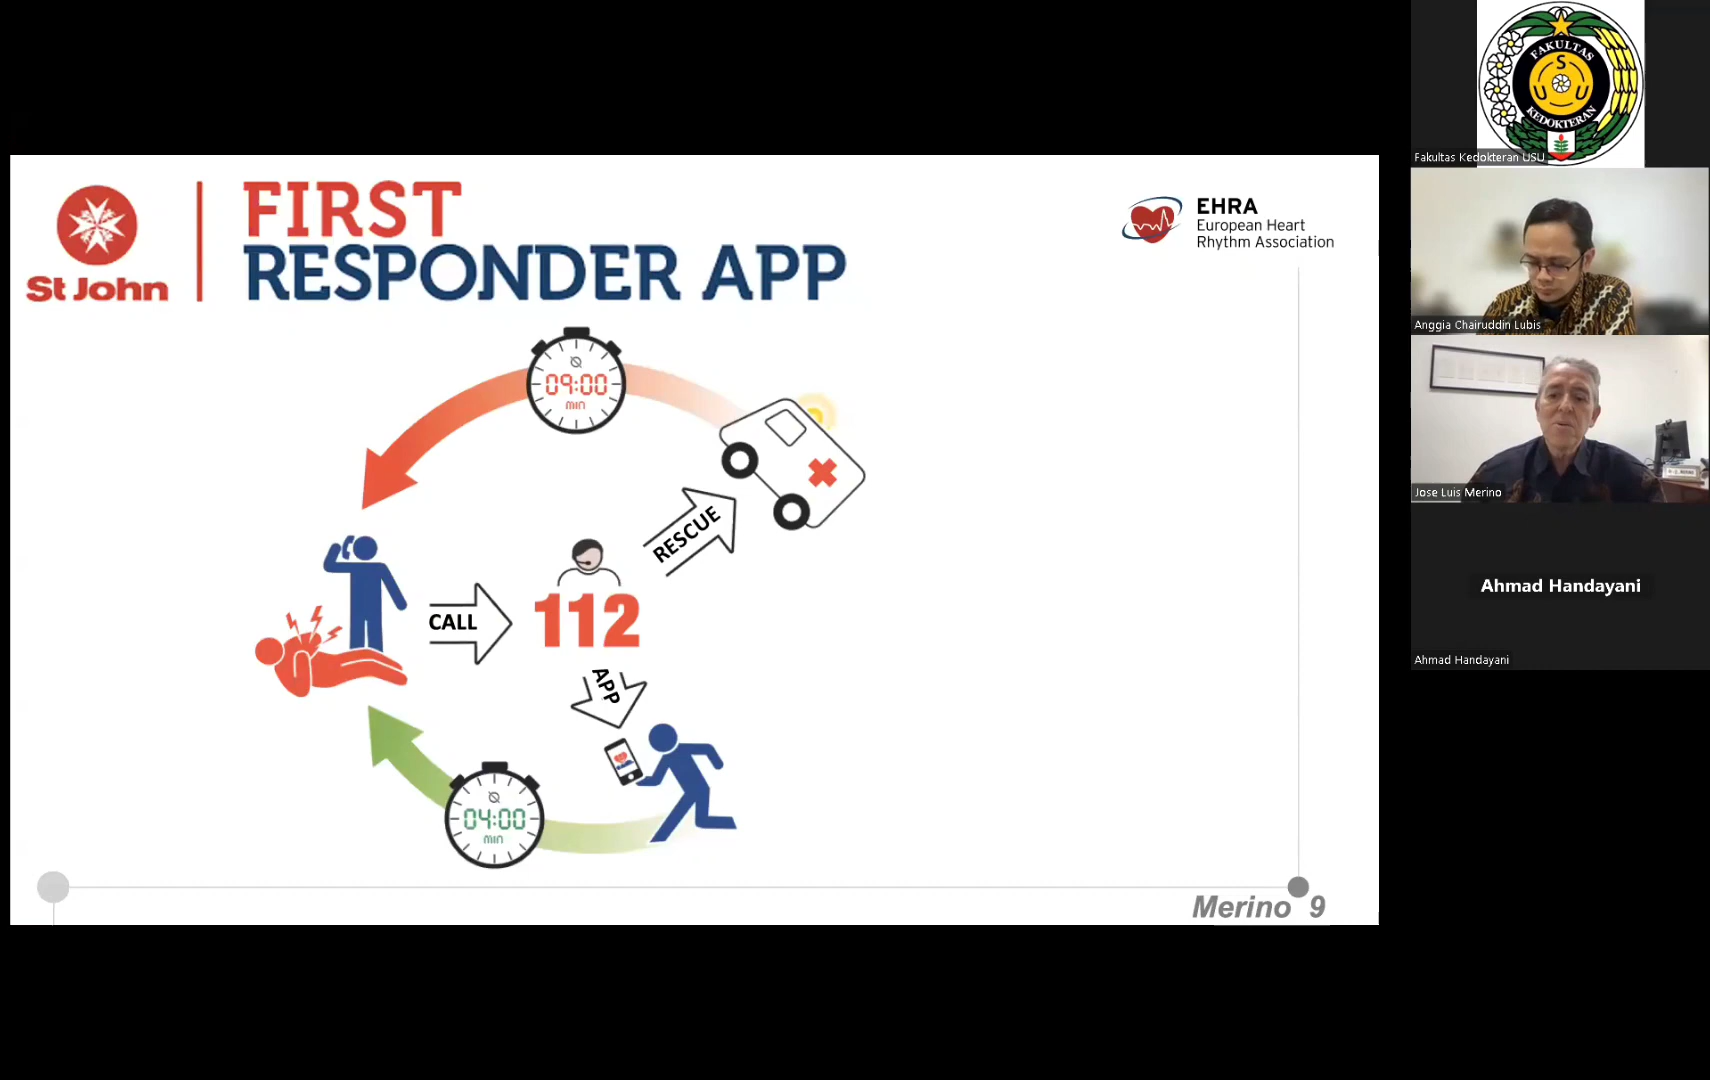 St John
FIRST
RESPONDER APP
EHRA
European Heart
Rhythm Association
09:00
min
RESCUE
CALL
112
APP
04:00
min
Merino 9
FAKULTAS
S
U U
KEDOKTERAN
Fakultas Kedokteran USU
Anggia Chairuddin Lubis
Jose Luis Merino
Ahmad Handayani
Ahmad Handayani